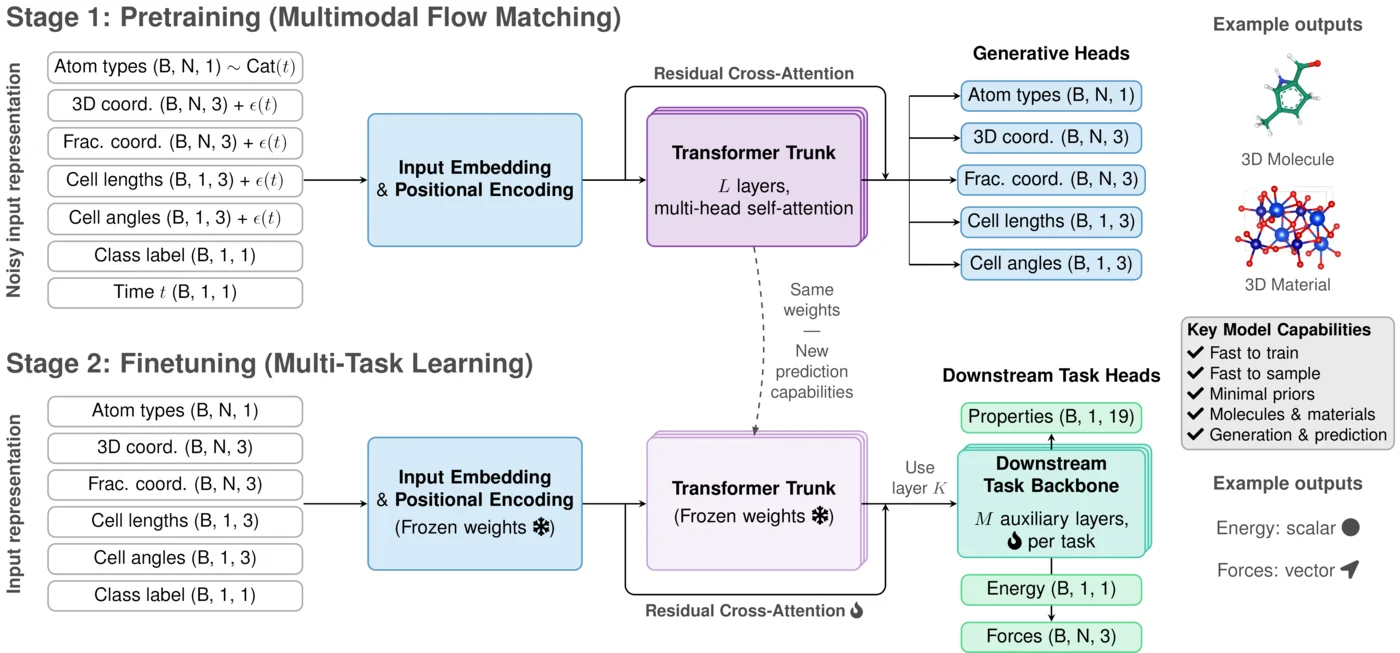 Stage 1: Pretraining (Multimodal Flow Matching)
Noisy input representation
Atom types (B, N, 1) ∼ Cat(t)
3D coord. (B, N, 3) + ϵ(t)
Frac. coord. (B, N, 3) + ϵ(t)
Cell lengths (B, 1, 3) + ϵ(t)
Cell angles (B, 1, 3) + ϵ(t)
Class label (B, 1, 1)
Time t (B, 1, 1)
Input Embedding
& Positional Encoding
Residual Cross-Attention
Transformer Trunk
L layers,
multi-head self-attention
Generative Heads
Atom types (B, N, 1)
3D coord. (B, N, 3)
Frac. coord. (B, N, 3)
Cell lengths (B, 1, 3)
Cell angles (B, 1, 3)
Example outputs
3D Molecule
3D Material
Same
weights
—
New
prediction
capabilities
Key Model Capabilities
✔ Fast to train
✔ Fast to sample
✔ Minimal priors
✔ Molecules & materials
✔ Generation & prediction
Stage 2: Finetuning (Multi-Task Learning)
Input representation
Atom types (B, N, 1)
3D coord. (B, N, 3)
Frac. coord. (B, N, 3)
Cell lengths (B, 1, 3)
Cell angles (B, 1, 3)
Class label (B, 1, 1)
Input Embedding
& Positional Encoding
(Frozen weights ❄)
Transformer Trunk
(Frozen weights ❄)
Residual Cross-Attention
Use
layer K
Downstream Task Heads
Properties (B, 1, 19)
Downstream
Task Backbone
M auxiliary layers,
per task
Energy (B, 1, 1)
Forces (B, N, 3)
Example outputs
Energy: scalar
Forces: vector